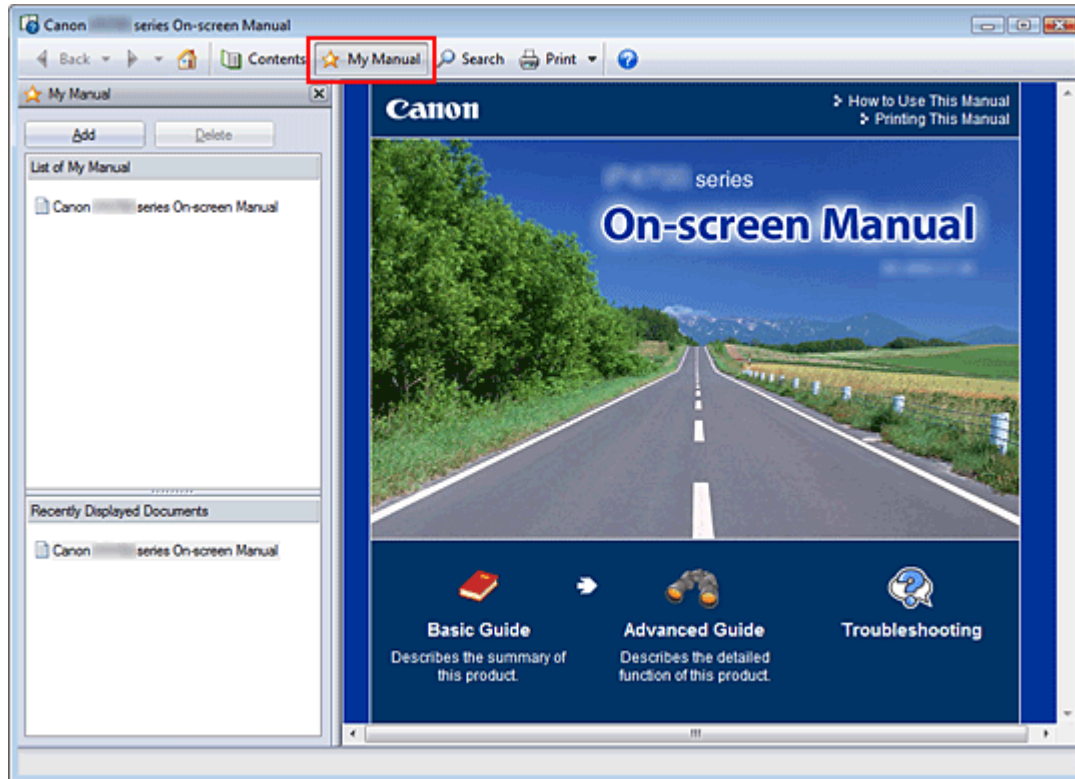 Canon series On-screen Manual
Back Contents My Manual Search Print
My Manual
Add Delete
List of My Manual
Canon series On-screen Manual
Recently Displayed Documents
Canon series On-screen Manual
Canon
How to Use This Manual
Printing This Manual
series
On-screen Manual
Basic Guide
Describes the summary of
this product.
Advanced Guide
Describes the detailed
function of this product.
Troubleshooting